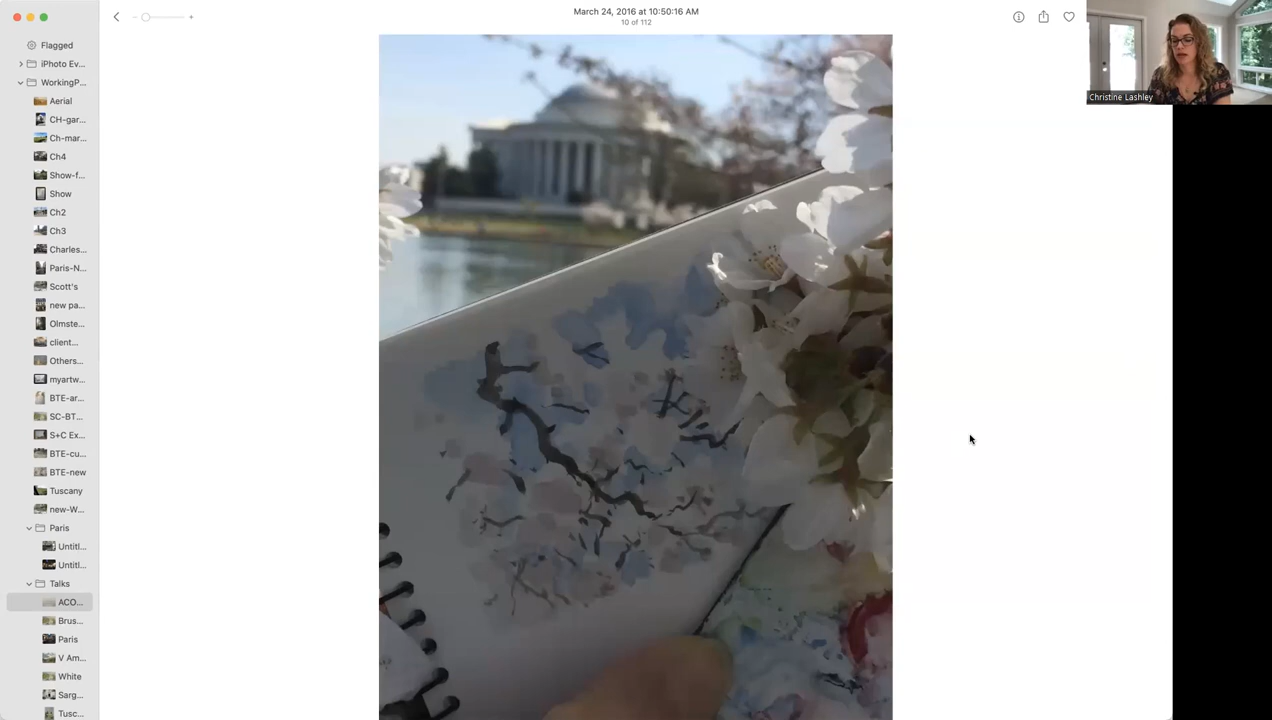 March 24, 2016 at 10:50:16 AM
10 of 112
Christine Lashley
Flagged
iPhoto Ev...
WorkingP...
Aerial
CH-gar...
Ch-mar...
Ch4
Show-f...
Show
Ch2
Ch3
Charles...
Paris-N...
Scott's
new pa...
Olmste...
client...
Others...
myartw...
BTE-ar...
SC-BT...
S+C Ex...
BTE-cu...
BTE-new
Tuscany
new-W...
Paris
Untitl...
Untitl...
Talks
ACO...
Brus...
Paris
V Am...
White
Sarg...
Tusc...